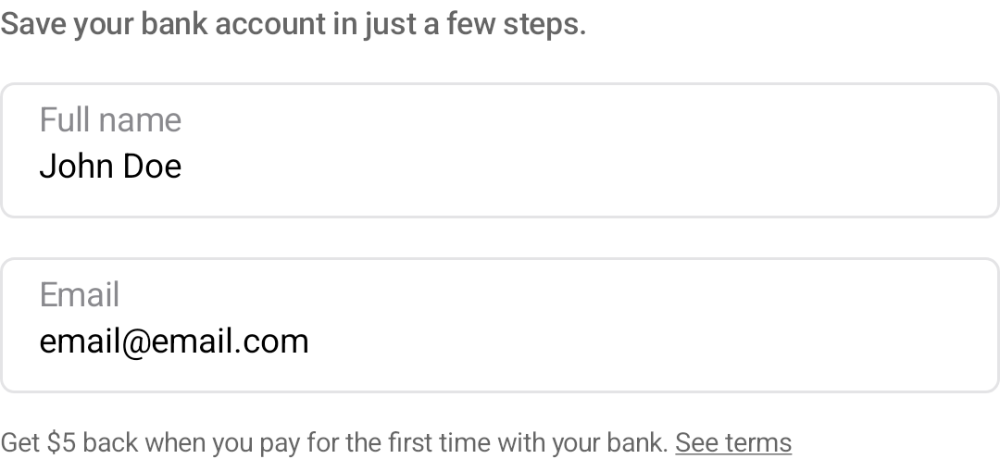 Save your bank account in just a few steps.
Full name
John Doe
Email
email@email.com
Get $5 back when you pay for the first time with your bank. See terms